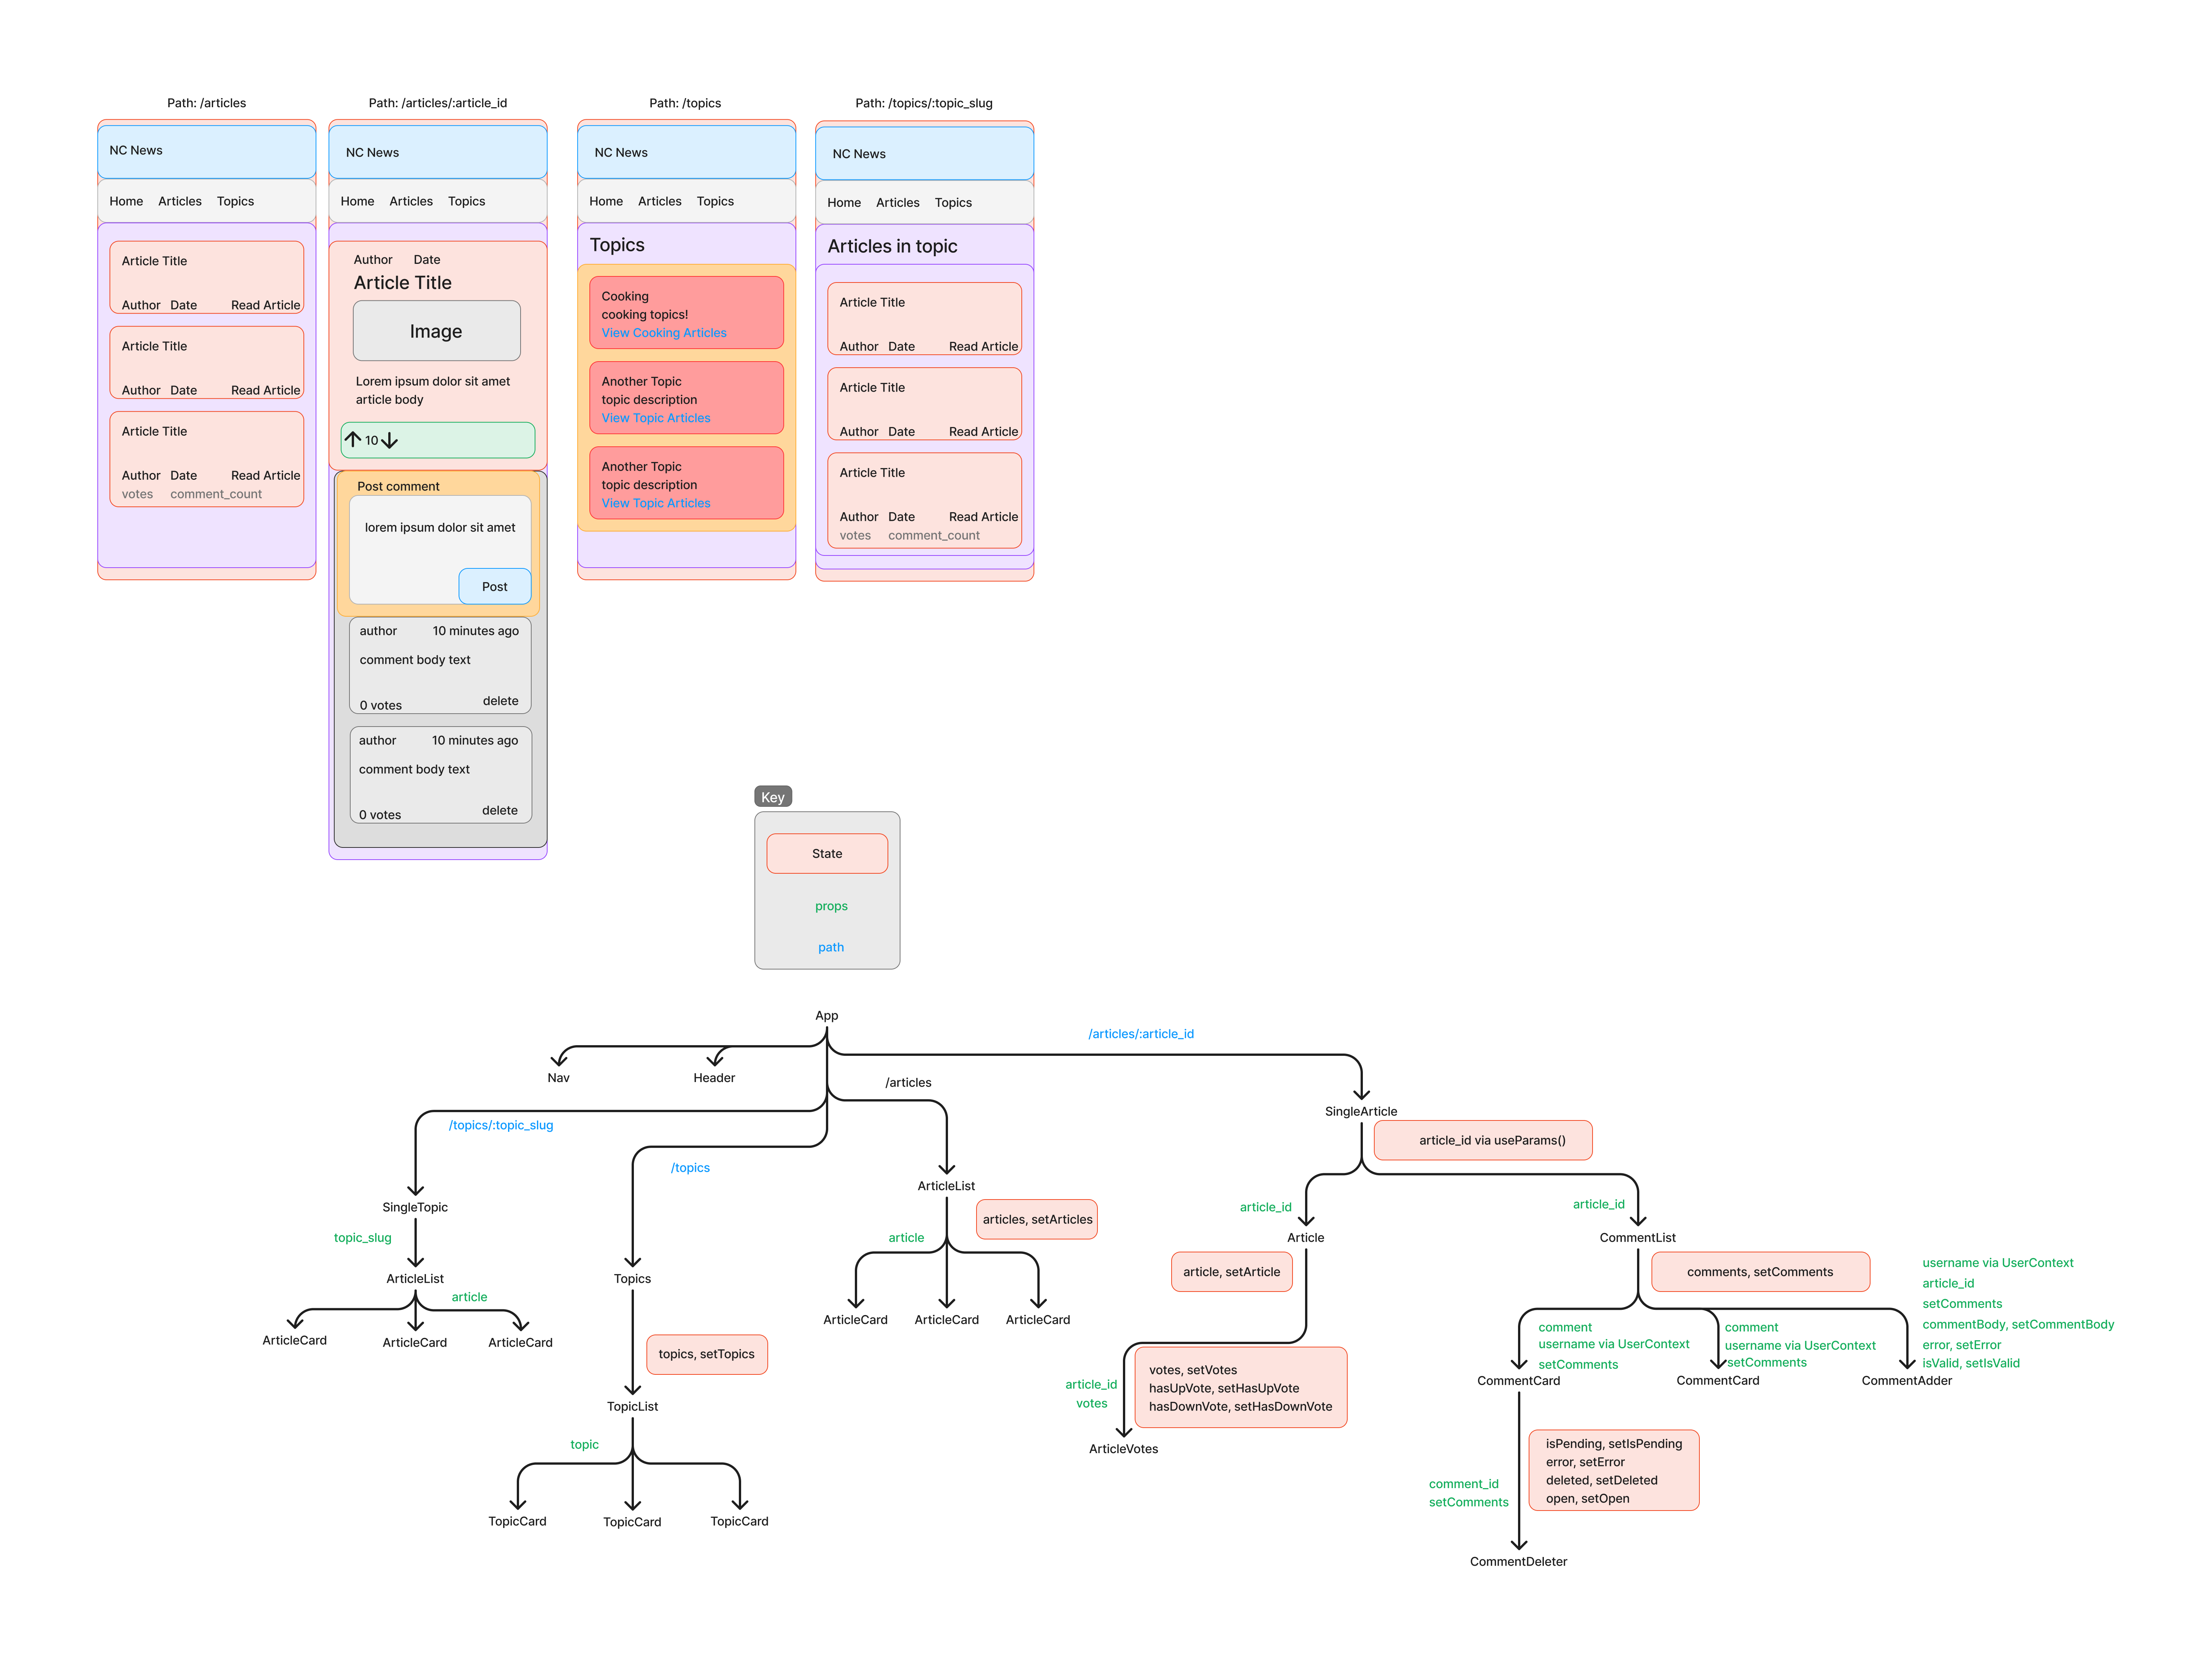 Path: /articles
NC News
Home Articles Topics
Article Title
Author Date Read Article
Article Title
Author Date Read Article
Article Title
Author Date Read Article
votes comment_count
Path: /articles/:article_id
NC News
Home Articles Topics
Author Date
Article Title
Image
Lorem ipsum dolor sit amet
article body
10
Post comment
lorem ipsum dolor sit amet
Post
author 10 minutes ago
comment body text
0 votes delete
author 10 minutes ago
comment body text
0 votes delete
Path: /topics
NC News
Home Articles Topics
Topics
Cooking
cooking topics!
View Cooking Articles
Another Topic
topic description
View Topic Articles
Another Topic
topic description
View Topic Articles
Path: /topics/:topic_slug
NC News
Home Articles Topics
Articles in topic
Article Title
Author Date Read Article
Article Title
Author Date Read Article
Article Title
Author Date Read Article
votes comment_count
Key
State
props
path
App
Nav
Header
/topics/:topic_slug
SingleTopic
topic_slug
ArticleList
article
ArticleCard
ArticleCard
ArticleCard
/topics
Topics
topics, setTopics
TopicList
topic
TopicCard
TopicCard
TopicCard
/articles
ArticleList
articles, setArticles
article
ArticleCard
ArticleCard
ArticleCard
/articles/:article_id
SingleArticle
article_id via useParams()
article_id
Article
article, setArticle
article_id
votes
votes, setVotes
hasUpVote, setHasUpVote
hasDownVote, setHasDownVote
ArticleVotes
article_id
CommentList
comments, setComments
comment
username via UserContext
setComments
CommentCard
comment
username via UserContext
setComments
CommentCard
username via UserContext
article_id
setComments
commentBody, setCommentBody
error, setError
isValid, setIsValid
CommentAdder
comment_id
setComments
isPending, setIsPending
error, setError
deleted, setDeleted
open, setOpen
CommentDeleter